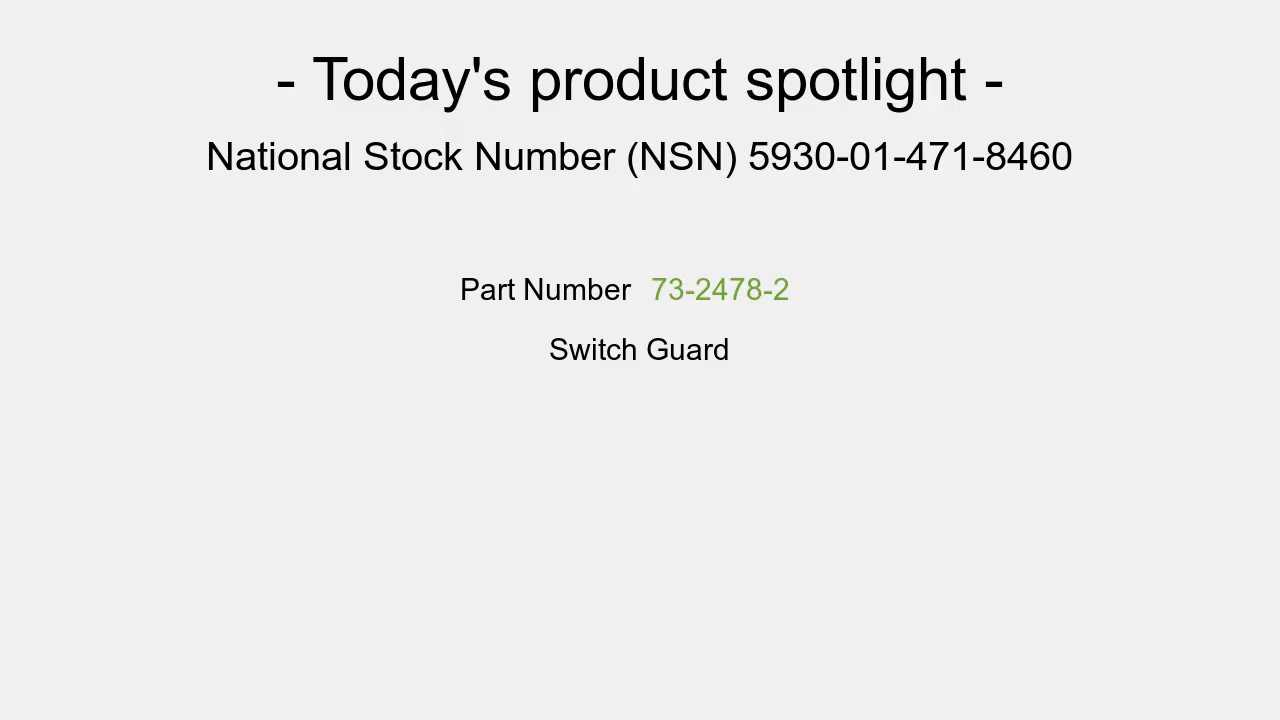 - Today's product spotlight -
National Stock Number (NSN) 5930-01-471-8460
Part Number 73-2478-2
Switch Guard